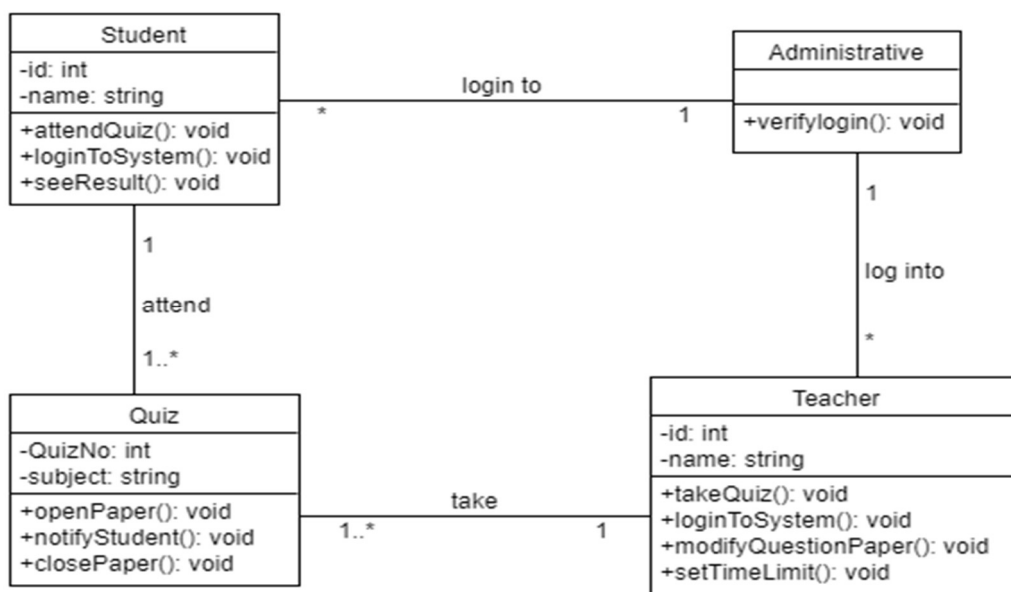 Student
-id: int
-name: string
+attendQuiz(): void
+loginToSystem(): void
+seeResult(): void
login to
*
1
Administrative
+verifylogin(): void
1
attend
1..*
1
log into
*
Quiz
-QuizNo: int
-subject: string
+openPaper(): void
+notifyStudent(): void
+closePaper(): void
take
1..*
1
Teacher
-id: int
-name: string
+takeQuiz(): void
+loginToSystem(): void
+modifyQuestionPaper(): void
+setTimeLimit(): void